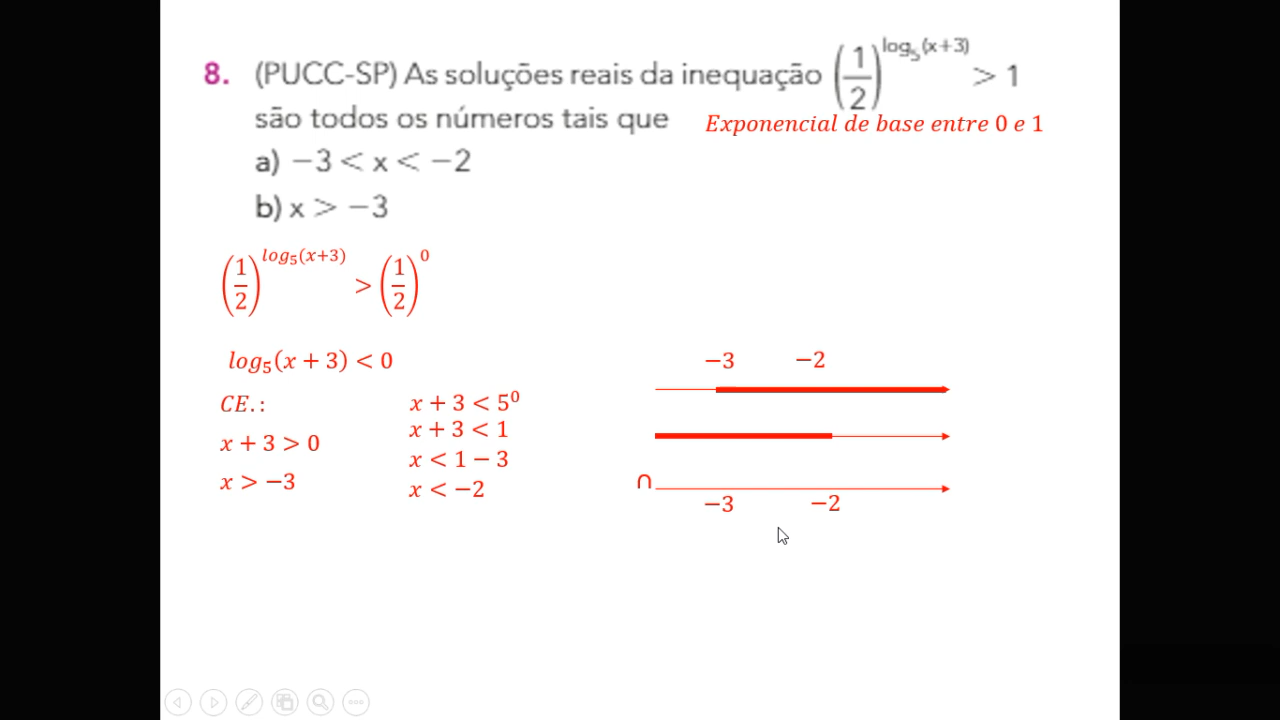 8. (PUCC-SP) As soluções reais da inequação (1/2)^{log₅(x+3)} > 1
são todos os números tais que
Exponencial de base entre 0 e 1
a) −3 < x < −2
b) x > −3
(1/2)^{log₅(x+3)} > (1/2)^0
log₅(x + 3) < 0
CE.:
x + 3 > 0
x > −3
x + 3 < 5⁰
x + 3 < 1
x < 1 − 3
x < −2
−3 −2
∩
−3 −2